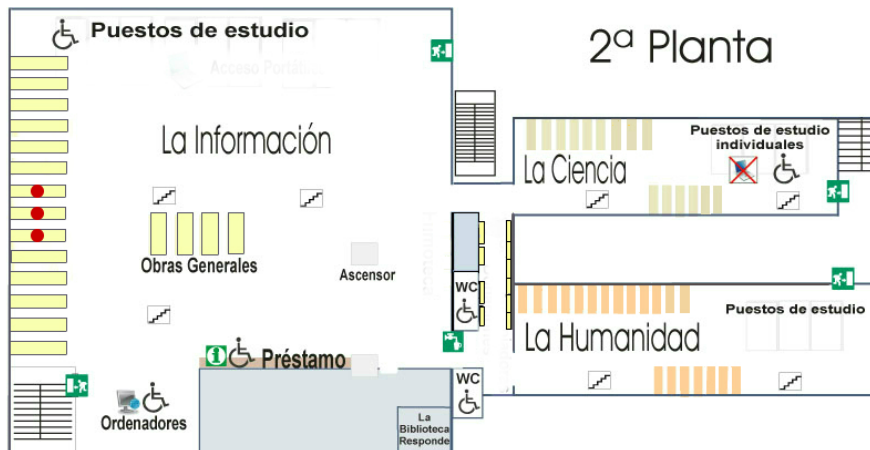 Puestos de estudio
2ª Planta
Acceso Portátiles
La Información
Puestos de estudio
individuales
La Ciencia
Obras Generales
Ascensor
WC
Puestos de estudio
La Humanidad
i
Préstamo
WC
Ordenadores
La
Biblioteca
Responde